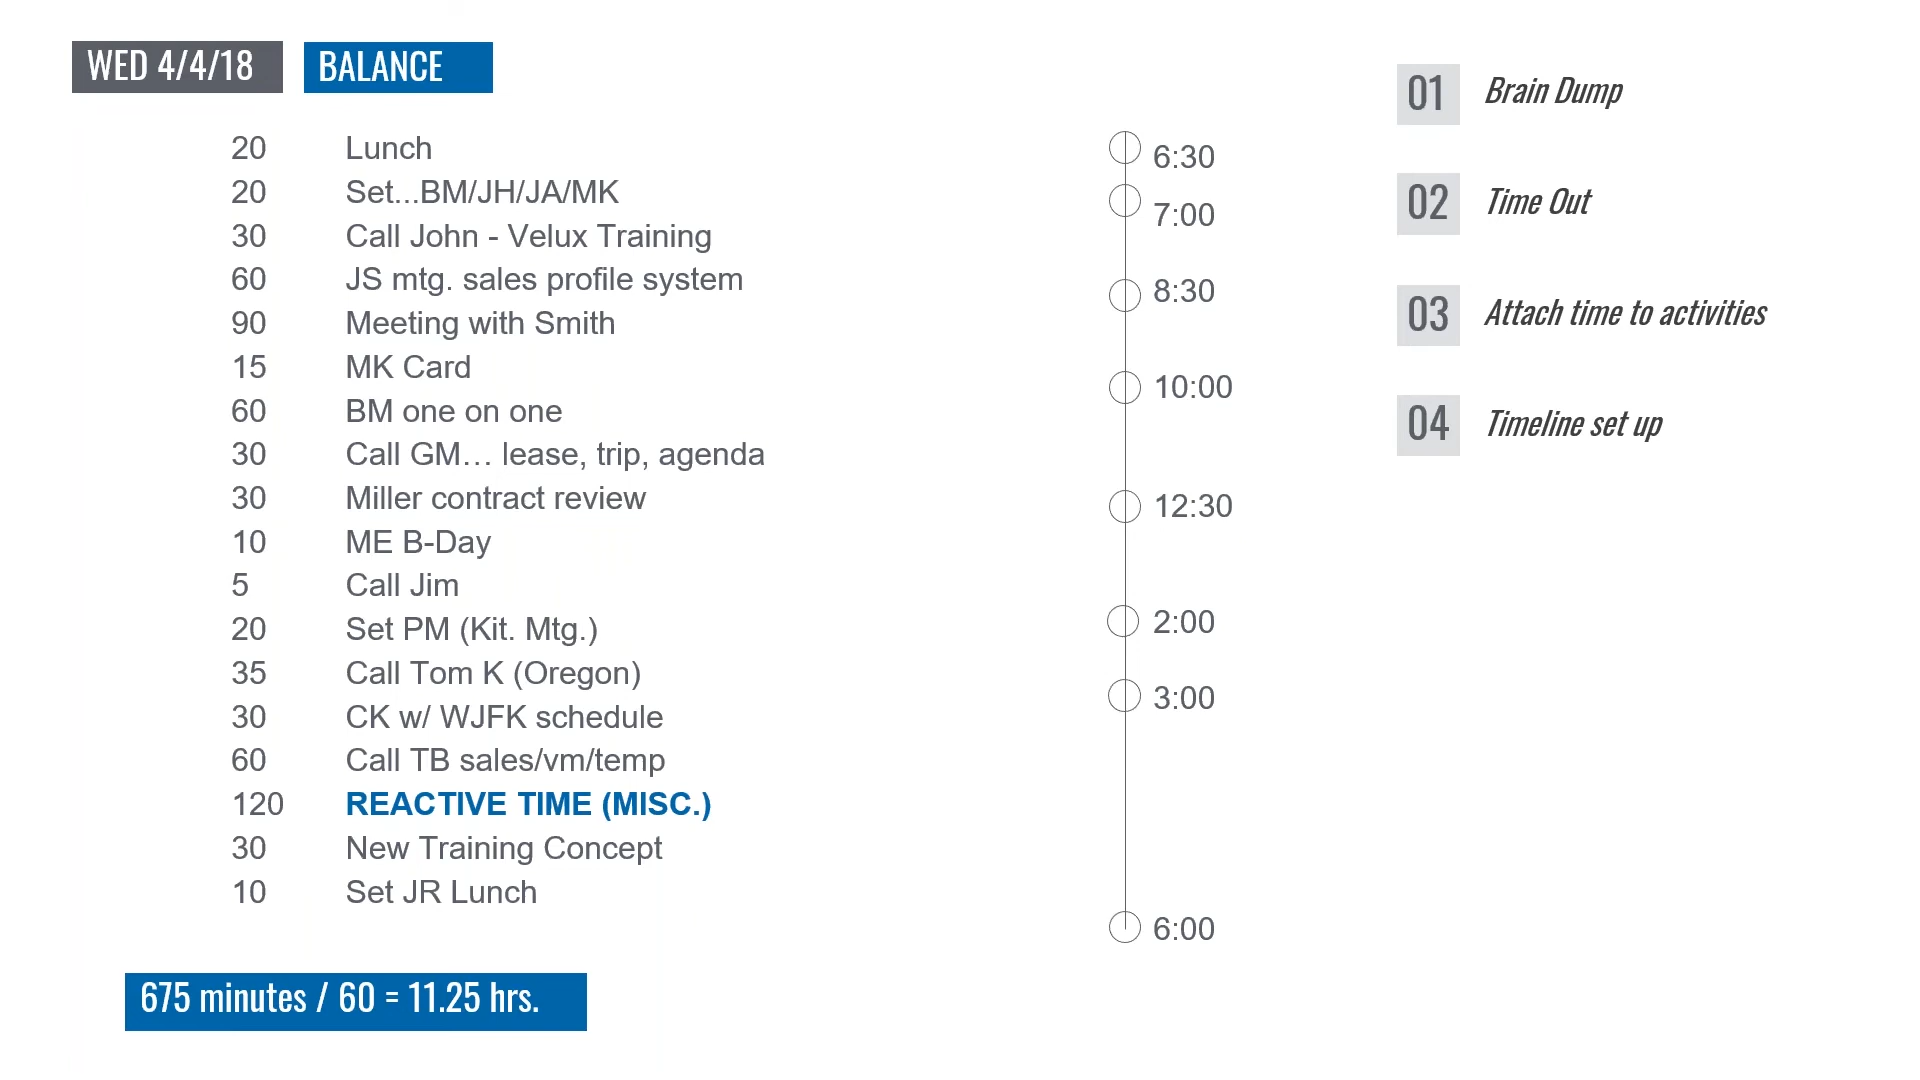 WED 4/4/18 BALANCE
20 Lunch
20 Set...BM/JH/JA/MK
30 Call John - Velux Training
60 JS mtg. sales profile system
90 Meeting with Smith
15 MK Card
60 BM one on one
30 Call GM… lease, trip, agenda
30 Miller contract review
10 ME B-Day
5 Call Jim
20 Set PM (Kit. Mtg.)
35 Call Tom K (Oregon)
30 CK w/ WJFK schedule
60 Call TB sales/vm/temp
120 REACTIVE TIME (MISC.)
30 New Training Concept
10 Set JR Lunch
675 minutes / 60 = 11.25 hrs.
6:30
7:00
8:30
10:00
12:30
2:00
3:00
6:00
01 Brain Dump
02 Time Out
03 Attach time to activities
04 Timeline set up